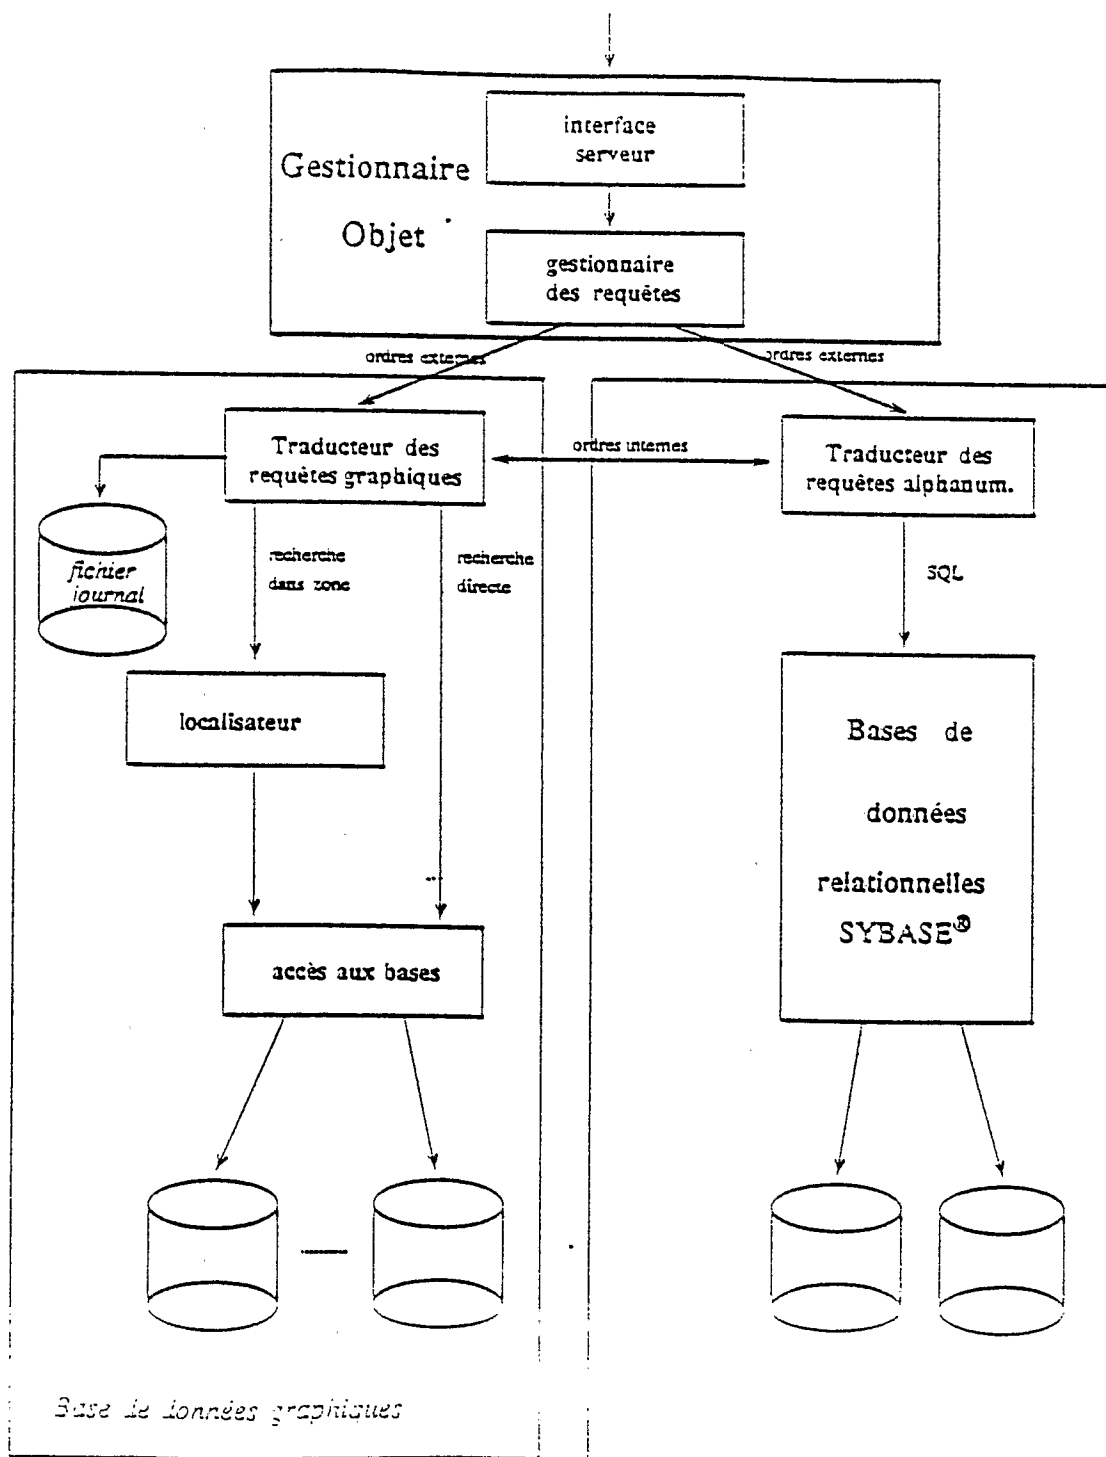 interface
serveur
Gestionnaire
Objet
gestionnaire
des requêtes
ordres externes
ordres externes
Traducteur des
requêtes graphiques
ordres internes
Traducteur des
requêtes alphanum.
fichier
journal
recherche
dans zone
recherche
directe
SQL
localisateur
Bases de
données
relationnelles
SYBASE®
accès aux bases
Base de données graphiques